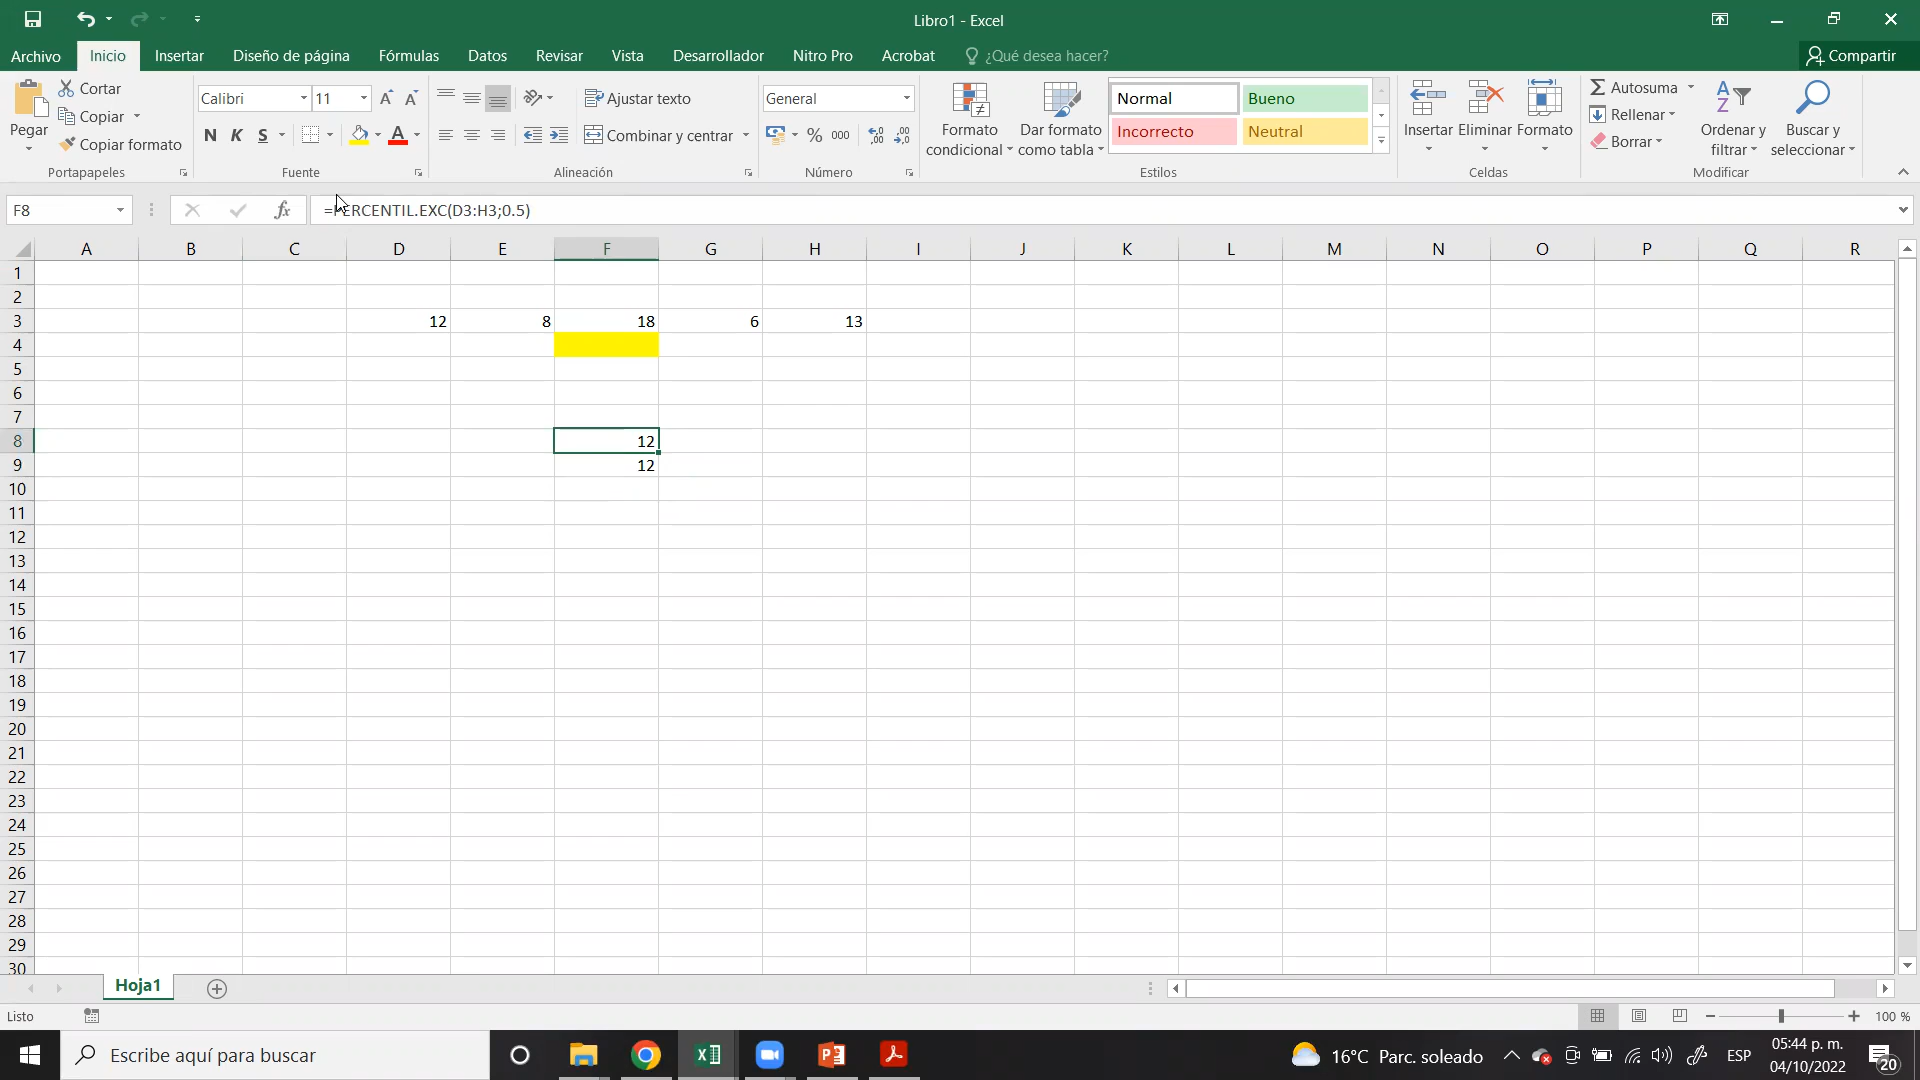 Libro1 - Excel
Archivo Inicio Insertar Diseño de página Fórmulas Datos Revisar Vista Desarrollador Nitro Pro Acrobat ¿Qué desea hacer? Compartir
Pegar
Cortar
Copiar
Copiar formato
Portapapeles
Calibri 11
N K S
Fuente
Ajustar texto
Combinar y centrar
Alineación
General
% 000
Número
Formato condicional
Dar formato como tabla
Normal Bueno
Incorrecto Neutral
Estilos
Insertar Eliminar Formato
Celdas
Autosuma
Rellenar
Borrar
Ordenar y filtrar
Buscar y seleccionar
Modificar
F8 fx =PERCENTIL.EXC(D3:H3;0.5)
A B C D E F G H I J K L M N O P Q R
1
2
3 12 8 18 6 13
4
5
6
7
8 12
9 12
10
11
12
13
14
15
16
17
18
19
20
21
22
23
24
25
26
27
28
29
30
Hoja1
Listo 100 %
Escribe aquí para buscar 16°C Parc. soleado ESP 05:44 p. m.
04/10/2022 20